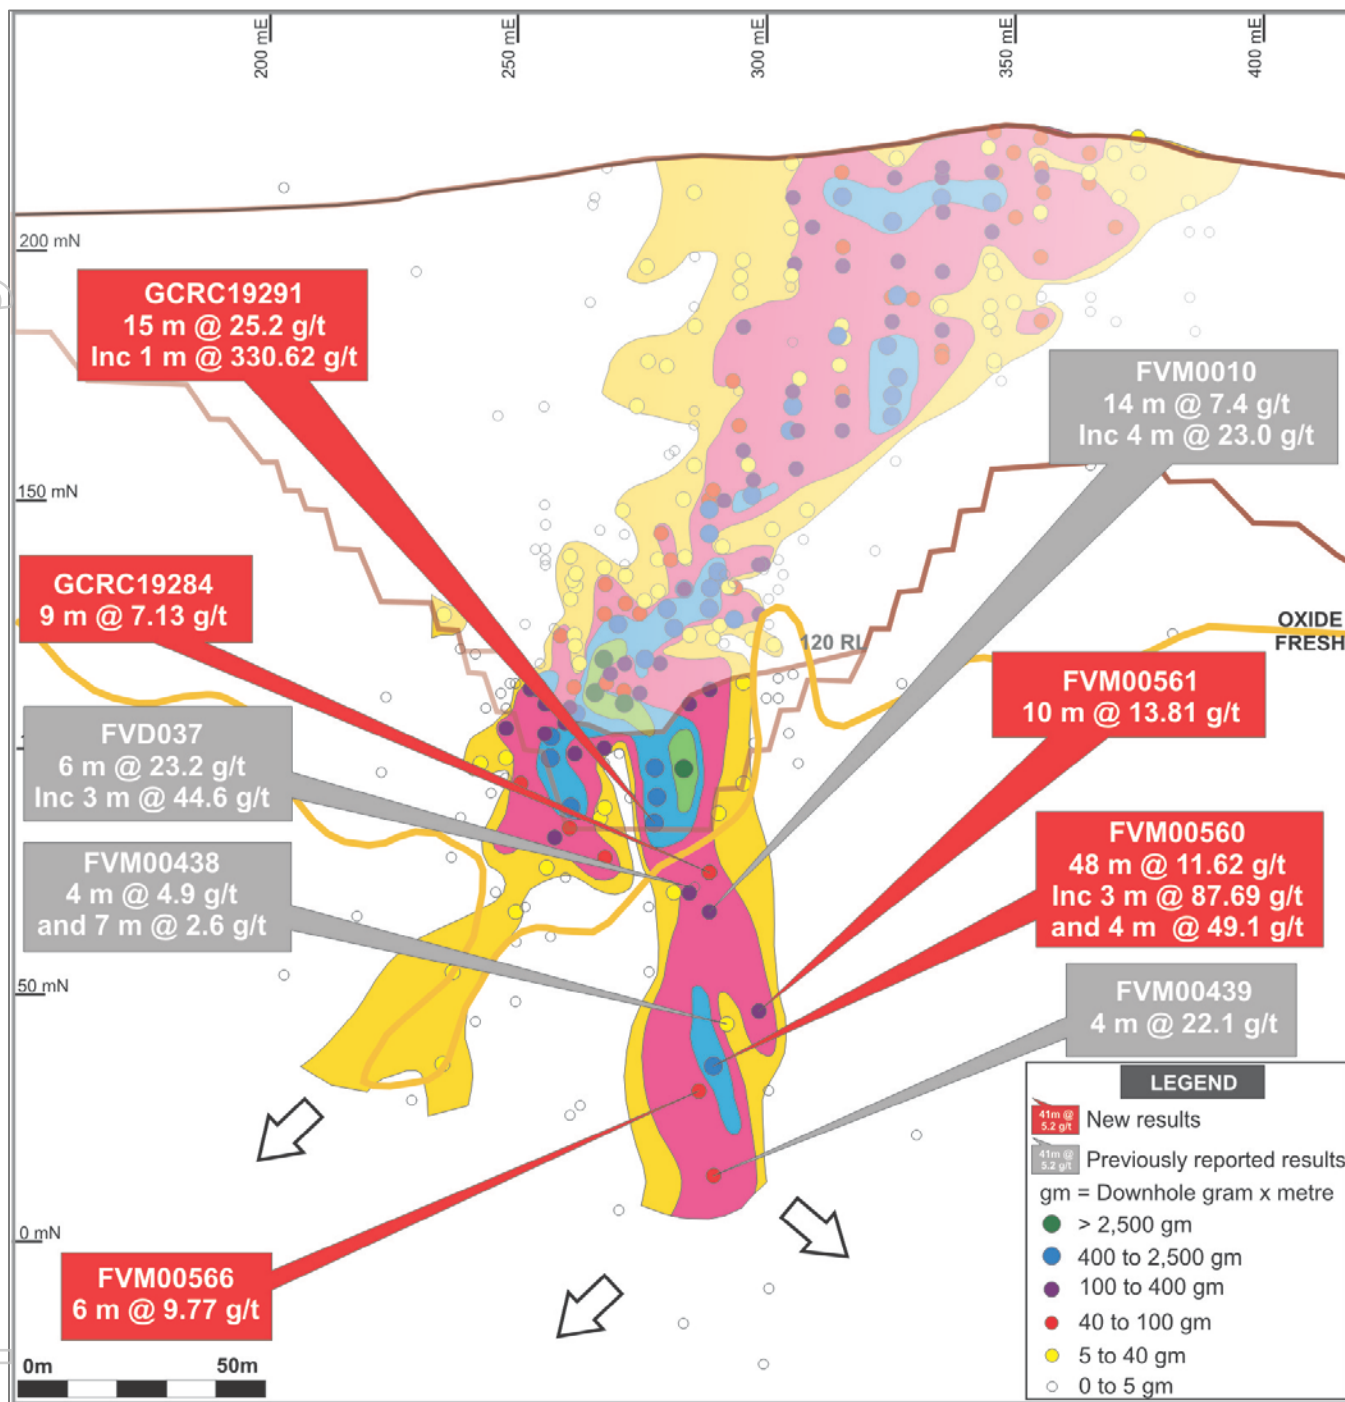 200 mE
250 mE
300 mE
350 mE
400 mE
200 mN
GCRC19291
15 m @ 25.2 g/t
Inc 1 m @ 330.62 g/t
FVM0010
14 m @ 7.4 g/t
Inc 4 m @ 23.0 g/t
150 mN
GCRC19284
9 m @ 7.13 g/t
120 RL
OXIDE
FRESH
FVM00561
10 m @ 13.81 g/t
FVD037
6 m @ 23.2 g/t
Inc 3 m @ 44.6 g/t
FVM00560
48 m @ 11.62 g/t
Inc 3 m @ 87.69 g/t
and 4 m @ 49.1 g/t
FVM00438
4 m @ 4.9 g/t
and 7 m @ 2.6 g/t
50 mN
FVM00439
4 m @ 22.1 g/t
0 mN
FVM00566
6 m @ 9.77 g/t
LEGEND
41m @
5.2 g/t
New results
41m @
5.2 g/t
Previously reported results
gm = Downhole gram x metre
> 2,500 gm
400 to 2,500 gm
100 to 400 gm
40 to 100 gm
5 to 40 gm
0 to 5 gm
0m 50m